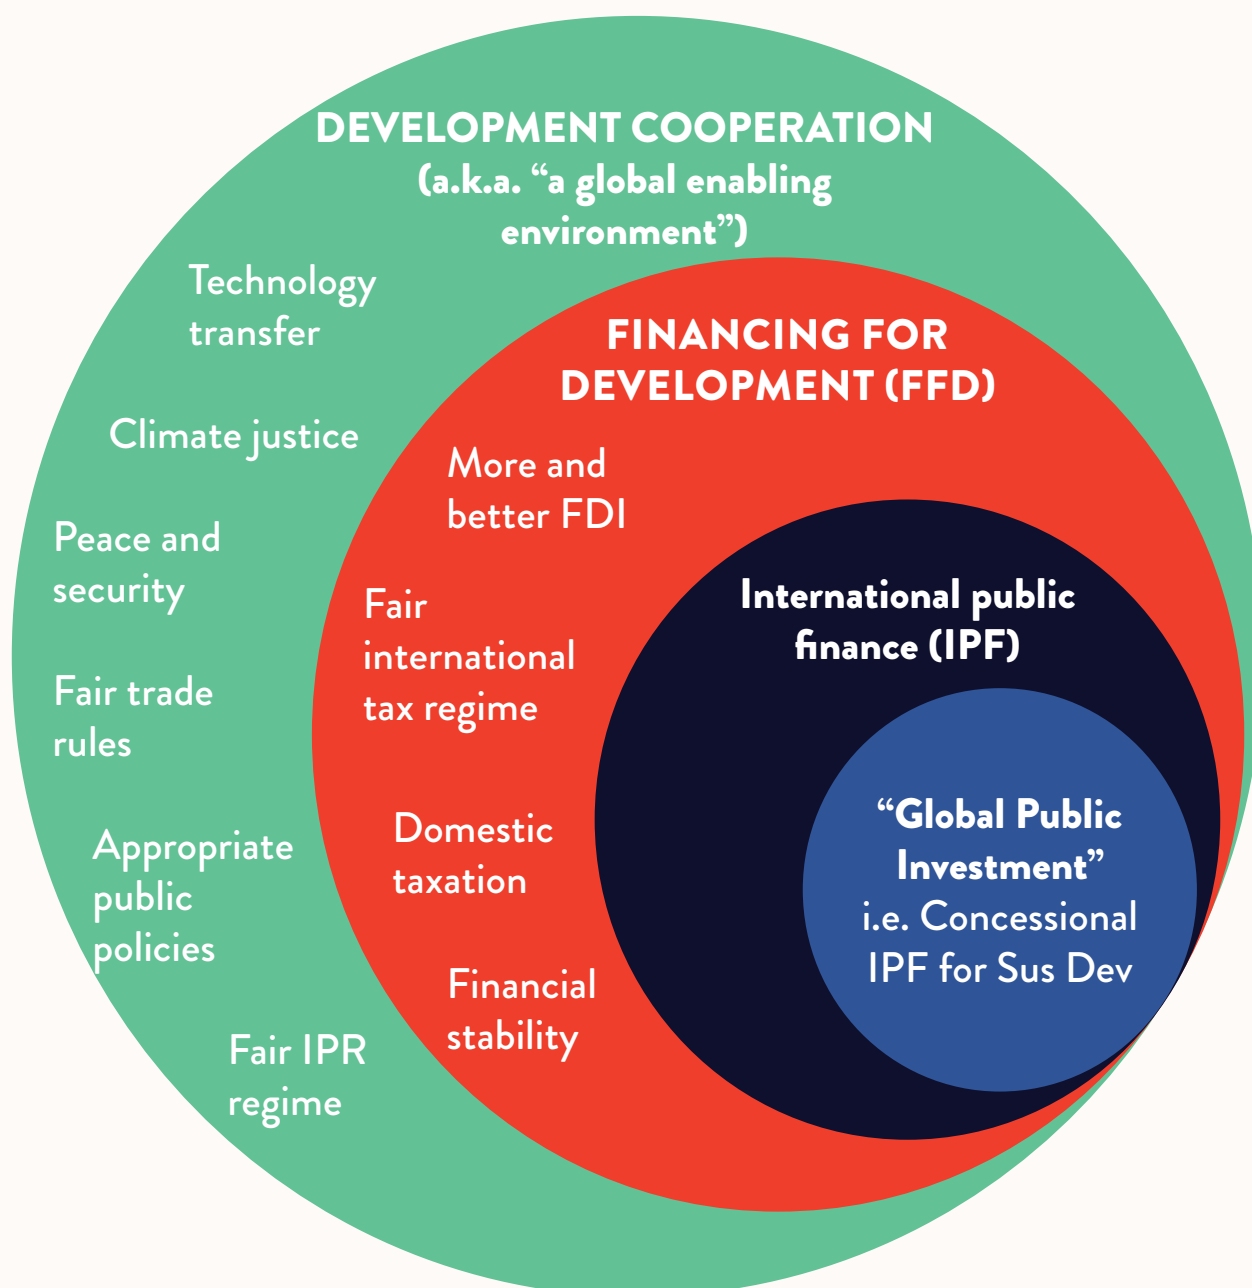 DEVELOPMENT COOPERATION
(a.k.a. “a global enabling
environment”)
Technology
transfer
Climate justice
Peace and
security
Fair trade
rules
Appropriate
public
policies
Fair IPR
regime
FINANCING FOR
DEVELOPMENT (FFD)
More and
better FDI
Fair
international
tax regime
Domestic
taxation
Financial
stability
International public
finance (IPF)
“Global Public
Investment”
i.e. Concessional
IPF for Sus Dev